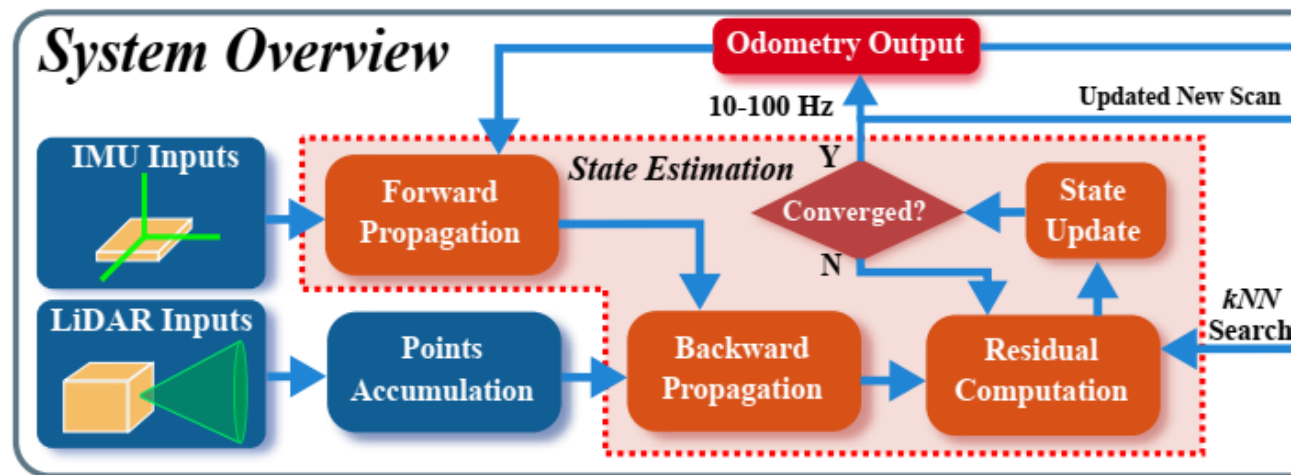 System Overview
Odometry Output
10-100 Hz
Updated New Scan
IMU Inputs
State Estimation
Y
Forward
Propagation
Converged?
State
Update
N
kNN
Search
LiDAR Inputs
Points
Accumulation
Backward
Propagation
Residual
Computation